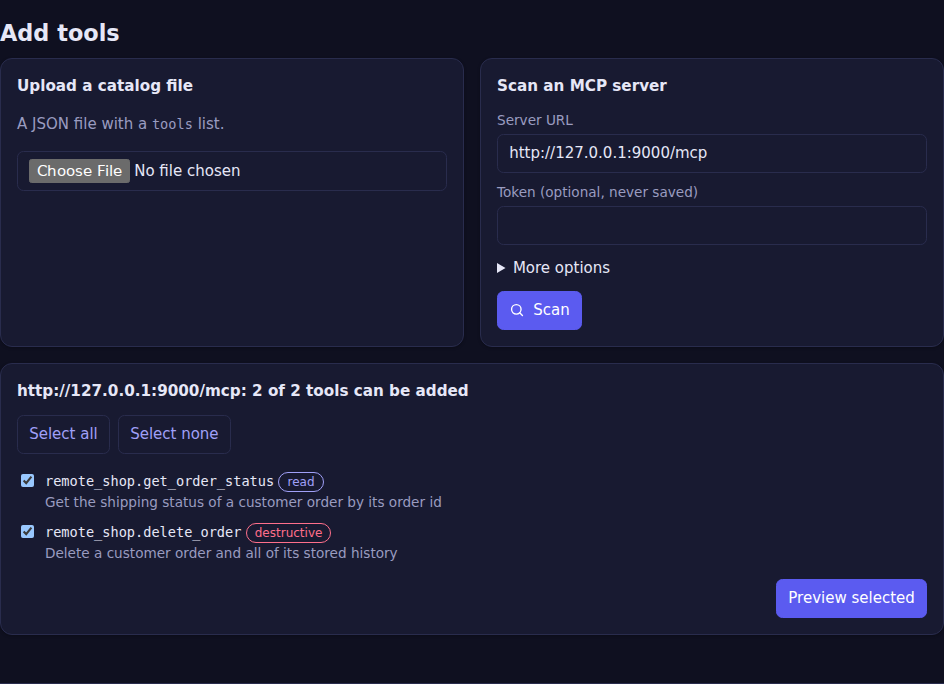 Add tools
Upload a catalog file
A JSON file with a tools list.
Choose File No file chosen
Scan an MCP server
Server URL
http://127.0.0.1:9000/mcp
Token (optional, never saved)
More options
Scan
http://127.0.0.1:9000/mcp: 2 of 2 tools can be added
Select all Select none
remote_shop.get_order_status read
Get the shipping status of a customer order by its order id
remote_shop.delete_order destructive
Delete a customer order and all of its stored history
Preview selected